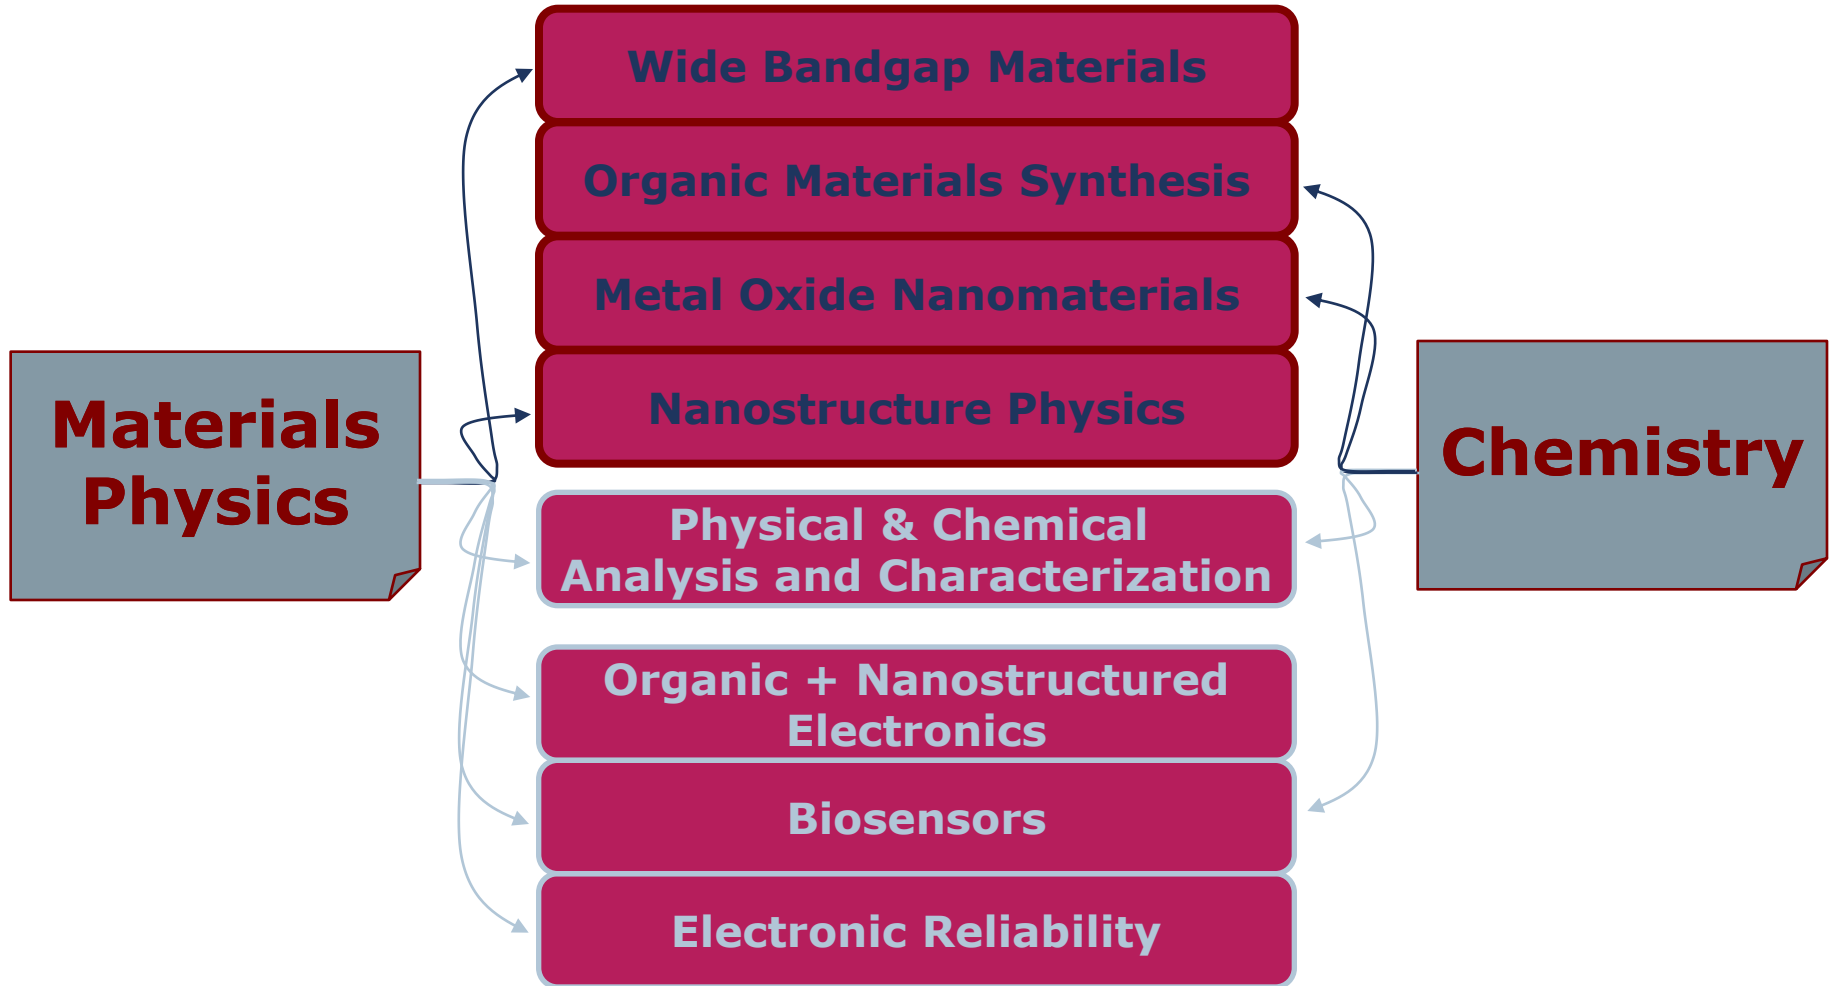 Wide Bandgap Materials
Organic Materials Synthesis
Metal Oxide Nanomaterials
Nanostructure Physics
Materials
Physics
Chemistry
Physical & Chemical
Analysis and Characterization
Organic + Nanostructured
Electronics
Biosensors
Electronic Reliability